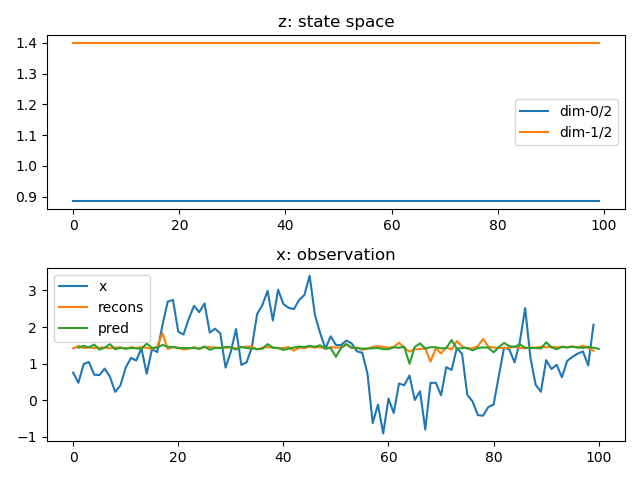 z: state space
1.4
1.3
1.2
1.1
1.0
0.9
dim-0/2
dim-1/2
0 20 40 60 80 100
x: observation
3
2
1
0
−1
x
recons
pred
0 20 40 60 80 100